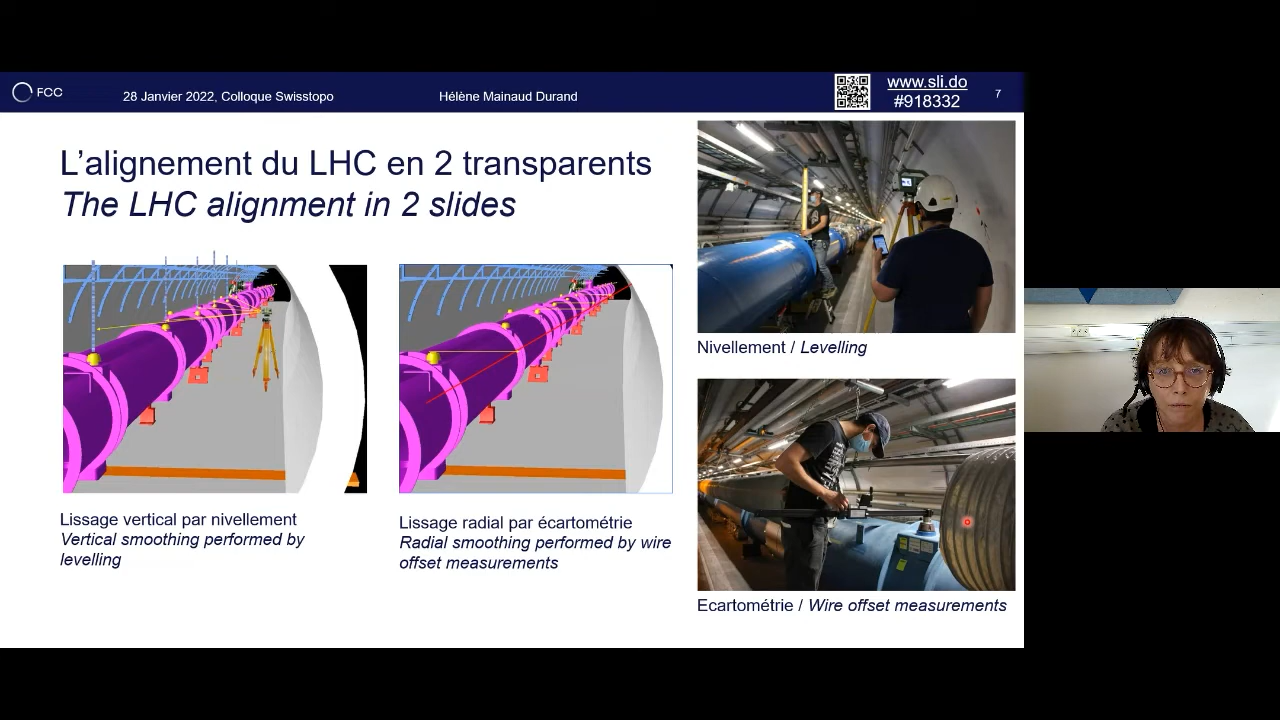 FCC
28 Janvier 2022, Colloque Swisstopo
Hélène Mainaud Durand
www.sli.do
#918332
7
L'alignement du LHC en 2 transparents
The LHC alignment in 2 slides
Lissage vertical par nivellement
Vertical smoothing performed by
levelling
Lissage radial par écartométrie
Radial smoothing performed by wire
offset measurements
Nivellement / Levelling
Ecartométrie / Wire offset measurements